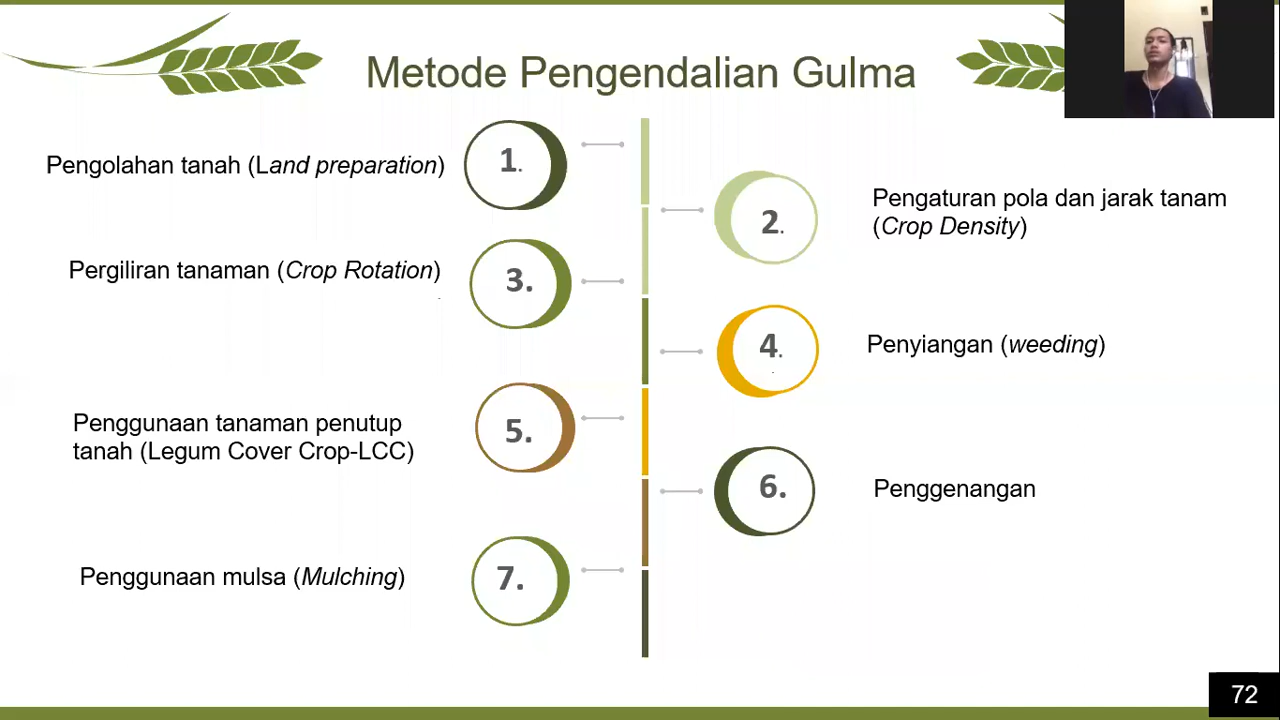 Metode Pengendalian Gulma
Pengolahan tanah (Land preparation)
1.
2.
Pengaturan pola dan jarak tanam
(Crop Density)
Pergiliran tanaman (Crop Rotation)
3.
4.
Penyiangan (weeding)
Penggunaan tanaman penutup
tanah (Legum Cover Crop-LCC)
5.
6.
Penggenangan
Penggunaan mulsa (Mulching)
7.
72